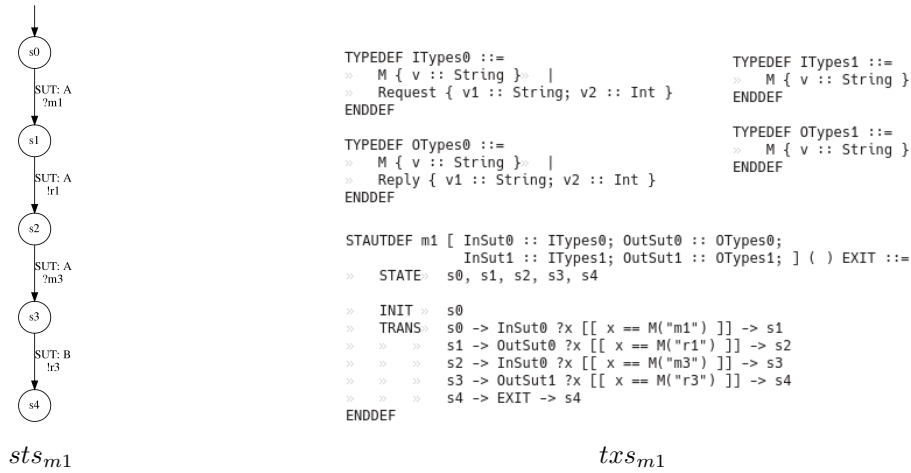 s0
SUT: A
?m1
s1
SUT: A
!r1
s2
SUT: A
?m3
s3
SUT: B
!r3
s4
sts_m1
TYPEDEF ITypes0 ::=
»   M { v :: String }»  |
»   Request { v1 :: String; v2 :: Int }
ENDDEF
TYPEDEF OTypes0 ::=
»   M { v :: String }»  |
»   Reply { v1 :: String; v2 :: Int }
ENDDEF
TYPEDEF ITypes1 ::=
»   M { v :: String }
ENDDEF
TYPEDEF OTypes1 ::=
»   M { v :: String }
ENDDEF
STAUTDEF m1 [ InSut0 :: ITypes0; OutSut0 :: OTypes0;
InSut1 :: ITypes1; OutSut1 :: OTypes1; ] ( ) EXIT ::=
»   STATE»  s0, s1, s2, s3, s4
»   INIT »  s0
»   TRANS»  s0 -> InSut0 ?x [[ x == M("m1") ]] -> s1
»   »   »   s1 -> OutSut0 ?x [[ x == M("r1") ]] -> s2
»   »   »   s2 -> InSut0 ?x [[ x == M("m3") ]] -> s3
»   »   »   s3 -> OutSut1 ?x [[ x == M("r3") ]] -> s4
»   »   »   s4 -> EXIT -> s4
ENDDEF
txs_m1